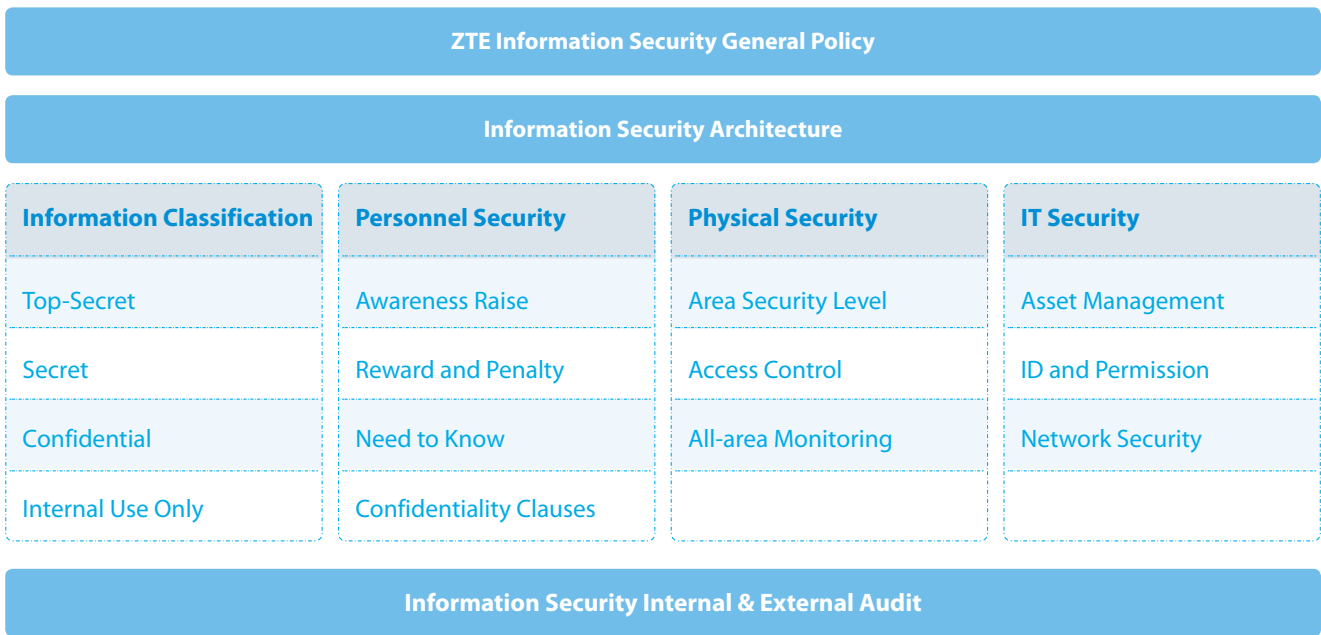 ZTE Information Security General Policy
Information Security Architecture
Information Classification
Top-Secret
Secret
Confidential
Internal Use Only
Personnel Security
Awareness Raise
Reward and Penalty
Need to Know
Confidentiality Clauses
Physical Security
Area Security Level
Access Control
All-area Monitoring
IT Security
Asset Management
ID and Permission
Network Security
Information Security Internal & External Audit